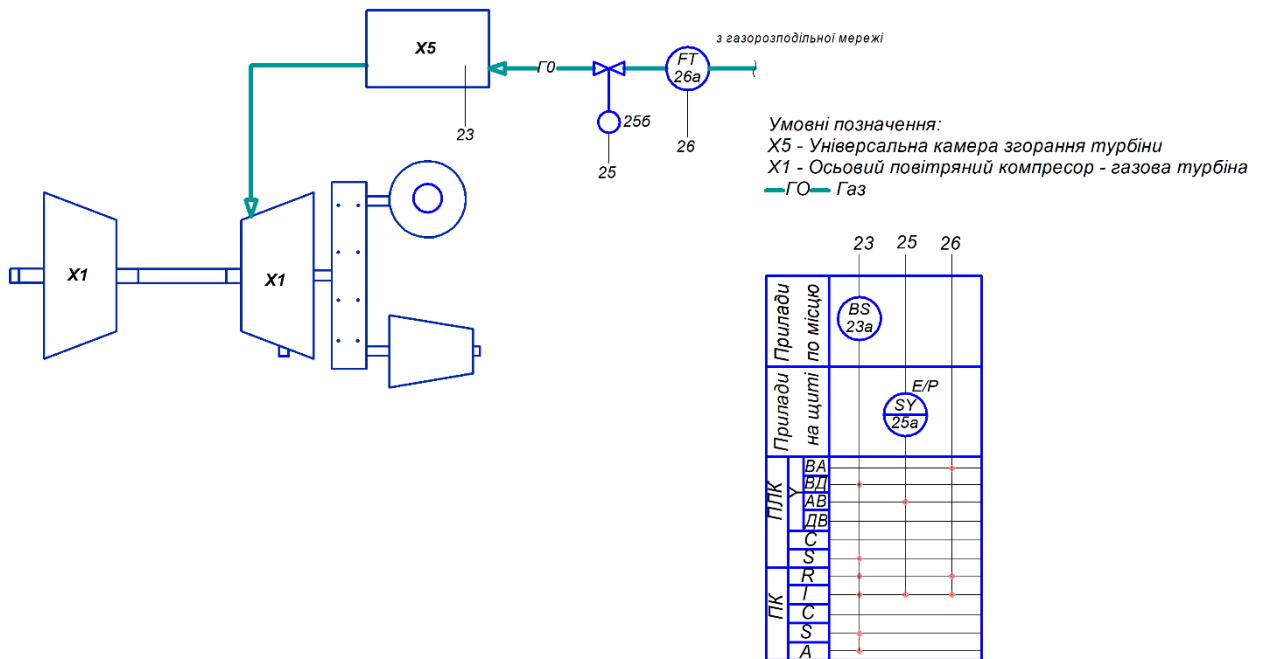 з газорозподільної мережі
X5
ГО
FT
26а
23
25б
25
26
Умовні позначення:
X5 - Універсальна камера згорання турбіни
X1 - Осьовий повітряний компресор - газова турбіна
ГО Газ
X1
X1
23 25 26
Прилади
по місцю
BS
23а
Прилади
на щиті
E/P
SY
25а
ПЛК
Y
ВА
ВД
АВ
ДВ
C
S
ПК
R
I
C
S
A